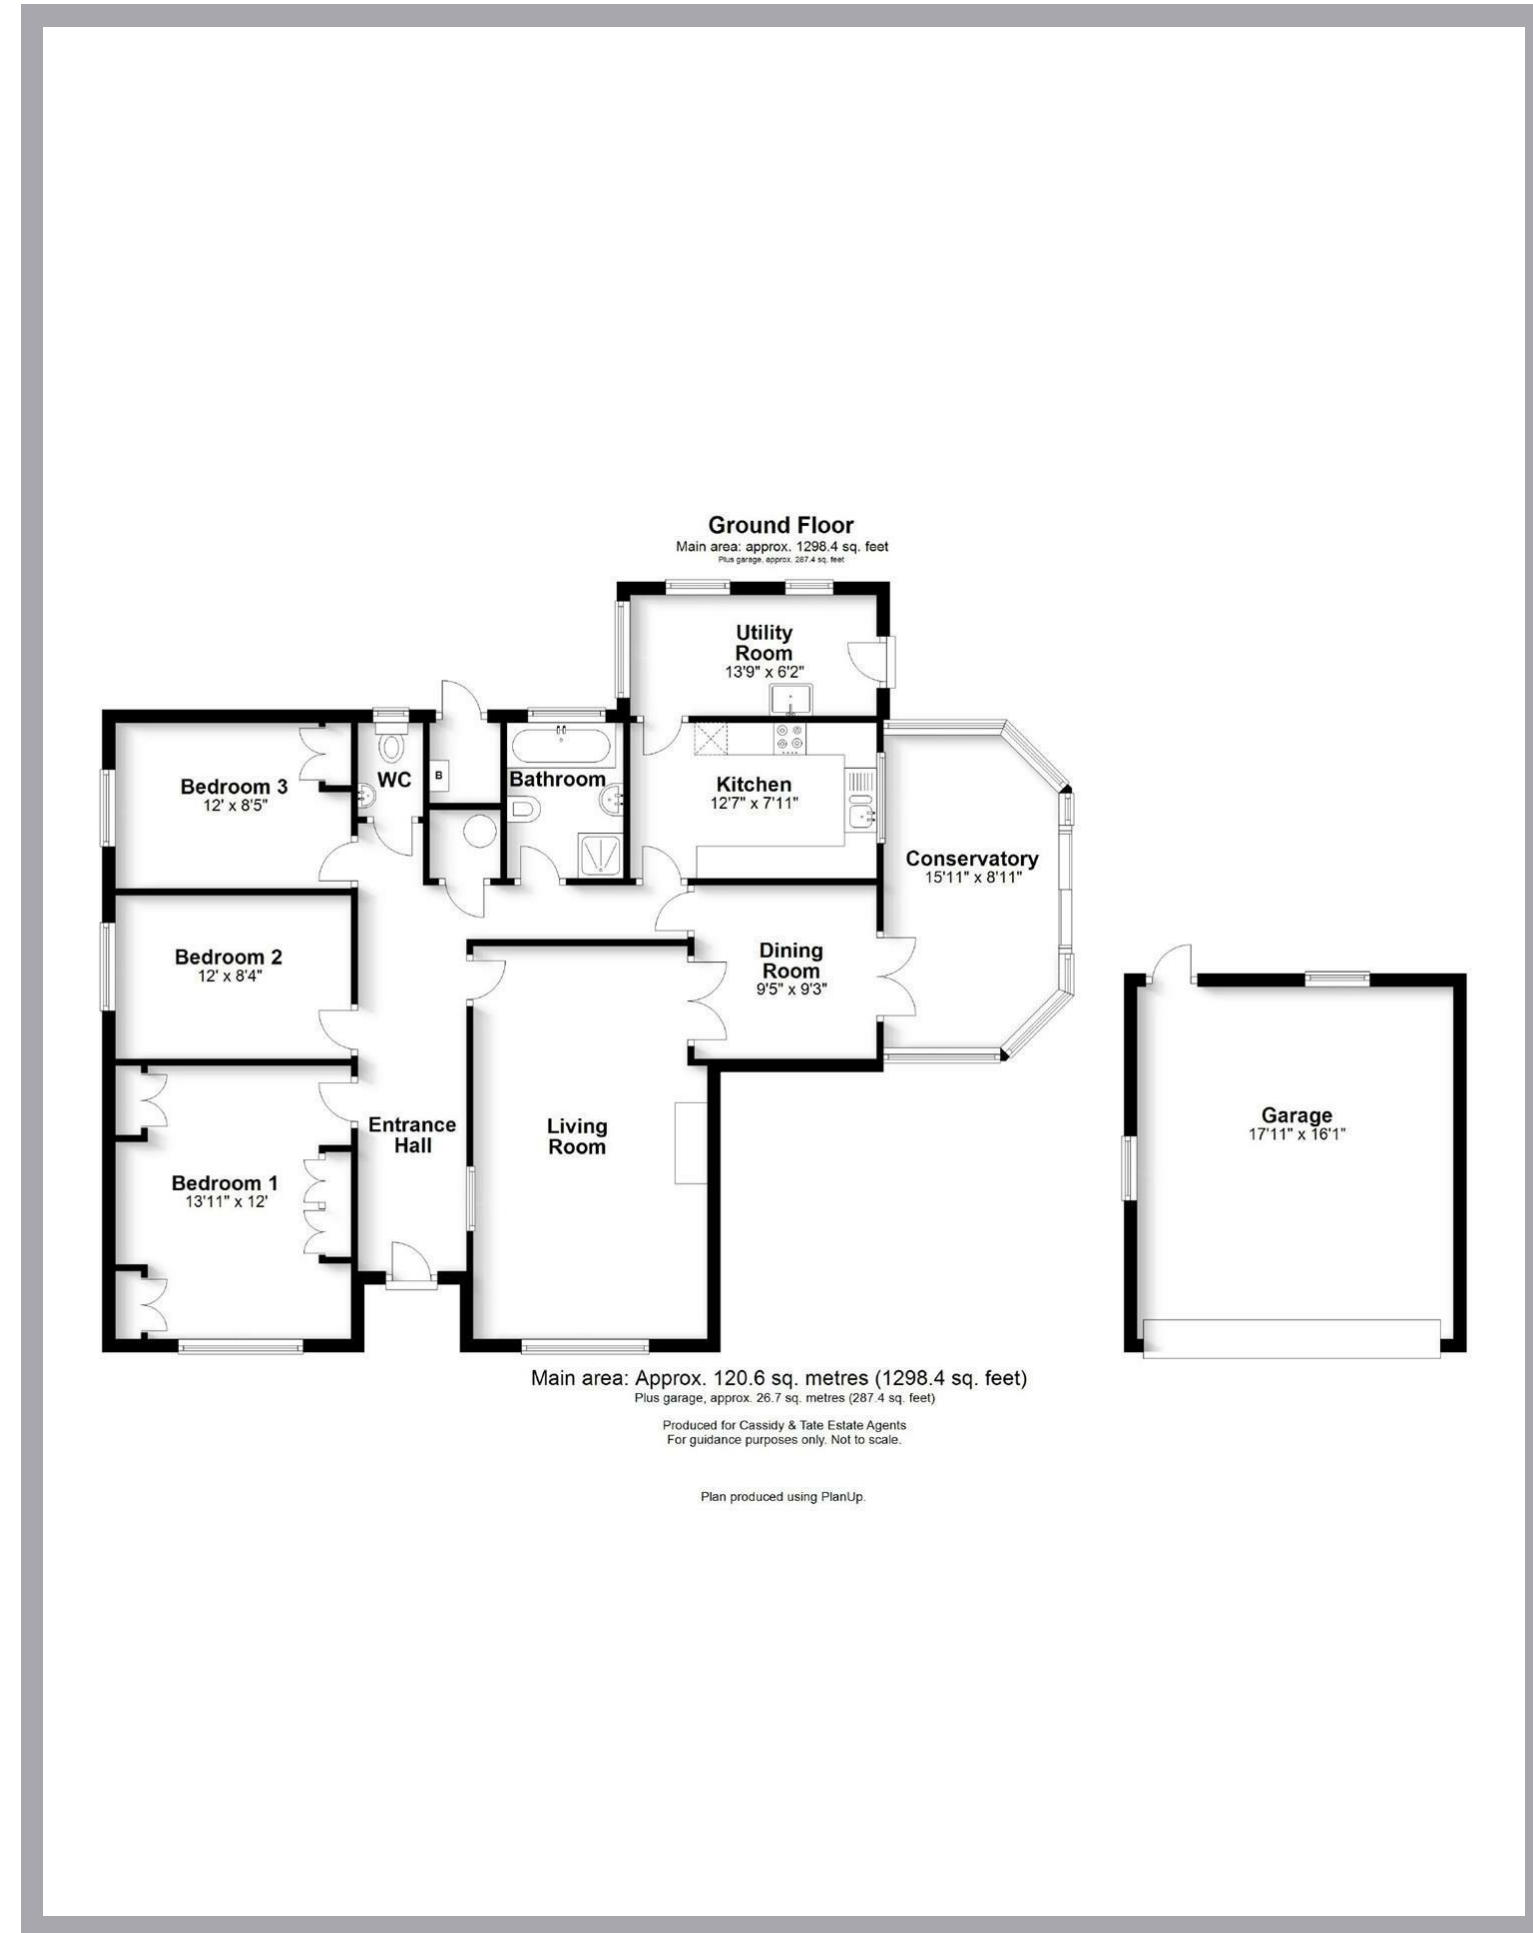 Ground Floor
Main area: approx. 1298.4 sq. feet
Plus garage, approx. 287.4 sq. feet
Utility
Room
13'9" x 6'2"
Bedroom 3
12' x 8'5"
WC
B
Bathroom
Kitchen
12'7" x 7'11"
Conservatory
15'11" x 8'11"
Bedroom 2
12' x 8'4"
Dining
Room
9'5" x 9'3"
Entrance
Hall
Living
Room
Garage
17'11" x 16'1"
Bedroom 1
13'11" x 12'
Main area: Approx. 120.6 sq. metres (1298.4 sq. feet)
Plus garage, approx. 26.7 sq. metres (287.4 sq. feet)
Produced for Cassidy & Tate Estate Agents
For guidance purposes only. Not to scale.
Plan produced using PlanUp.